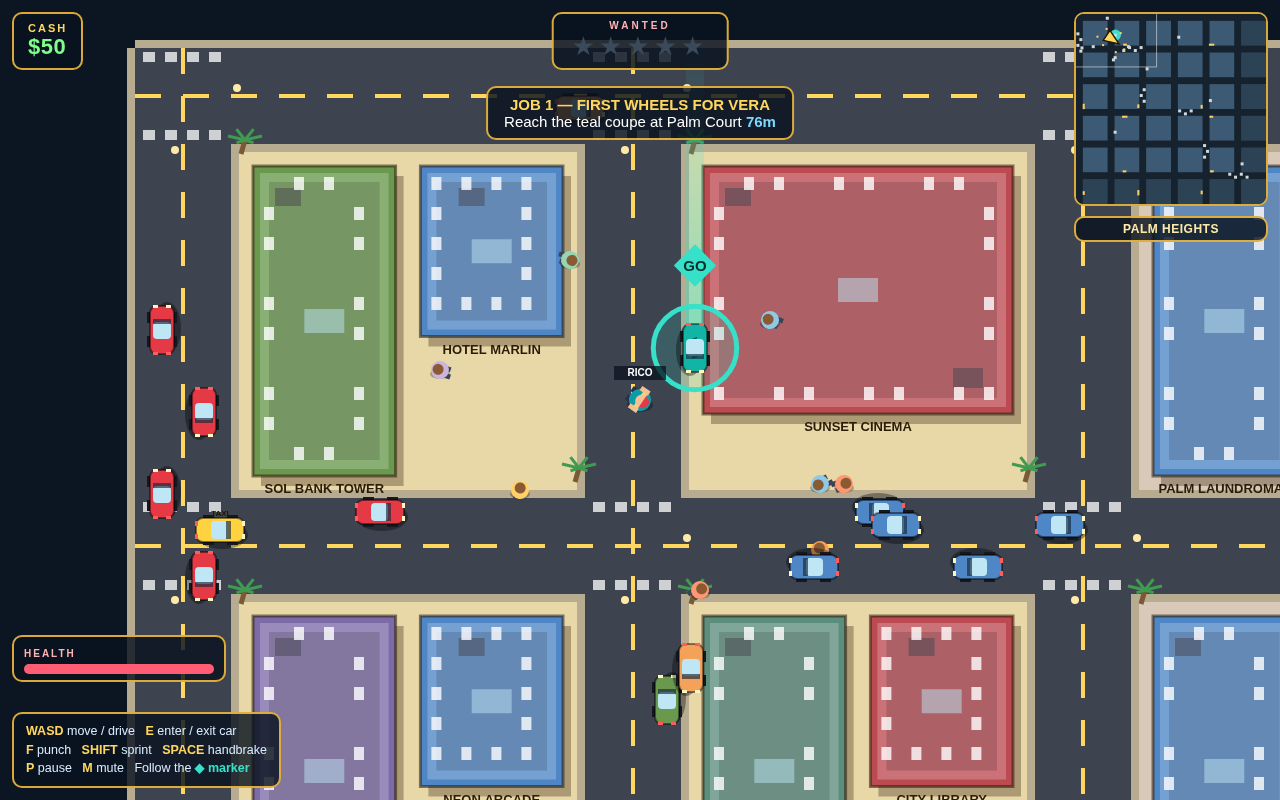 CASH
$50
WANTED
JOB 1 — FIRST WHEELS FOR VERA
Reach the teal coupe at Palm Court 76m
PALM HEIGHTS
GO
HOTEL MARLIN
RICO
SUNSET CINEMA
SOL BANK TOWER
PALM LAUNDROMA
TAXI
HEALTH
WASD move / drive E enter / exit car
F punch SHIFT sprint SPACE handbrake
P pause M mute Follow the ◆ marker
NEON ARCADE
CITY LIBRARY